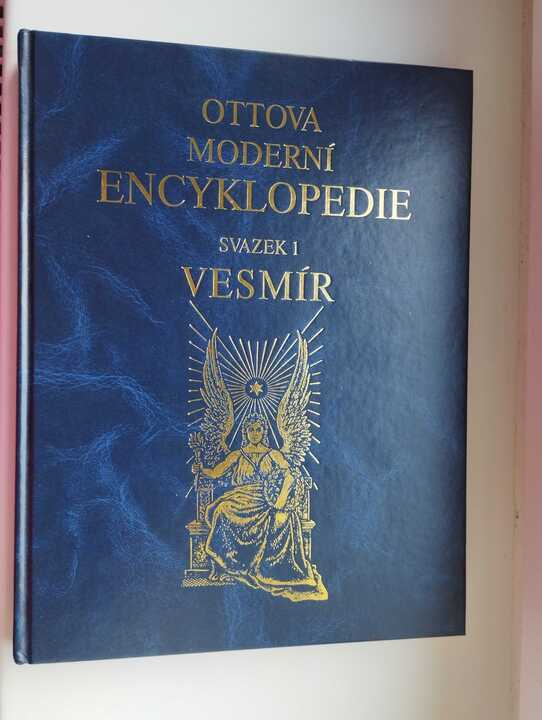 OTTOVA
MODERNÍ
ENCYKLOPEDIE
SVAZEK 1
VESMÍR